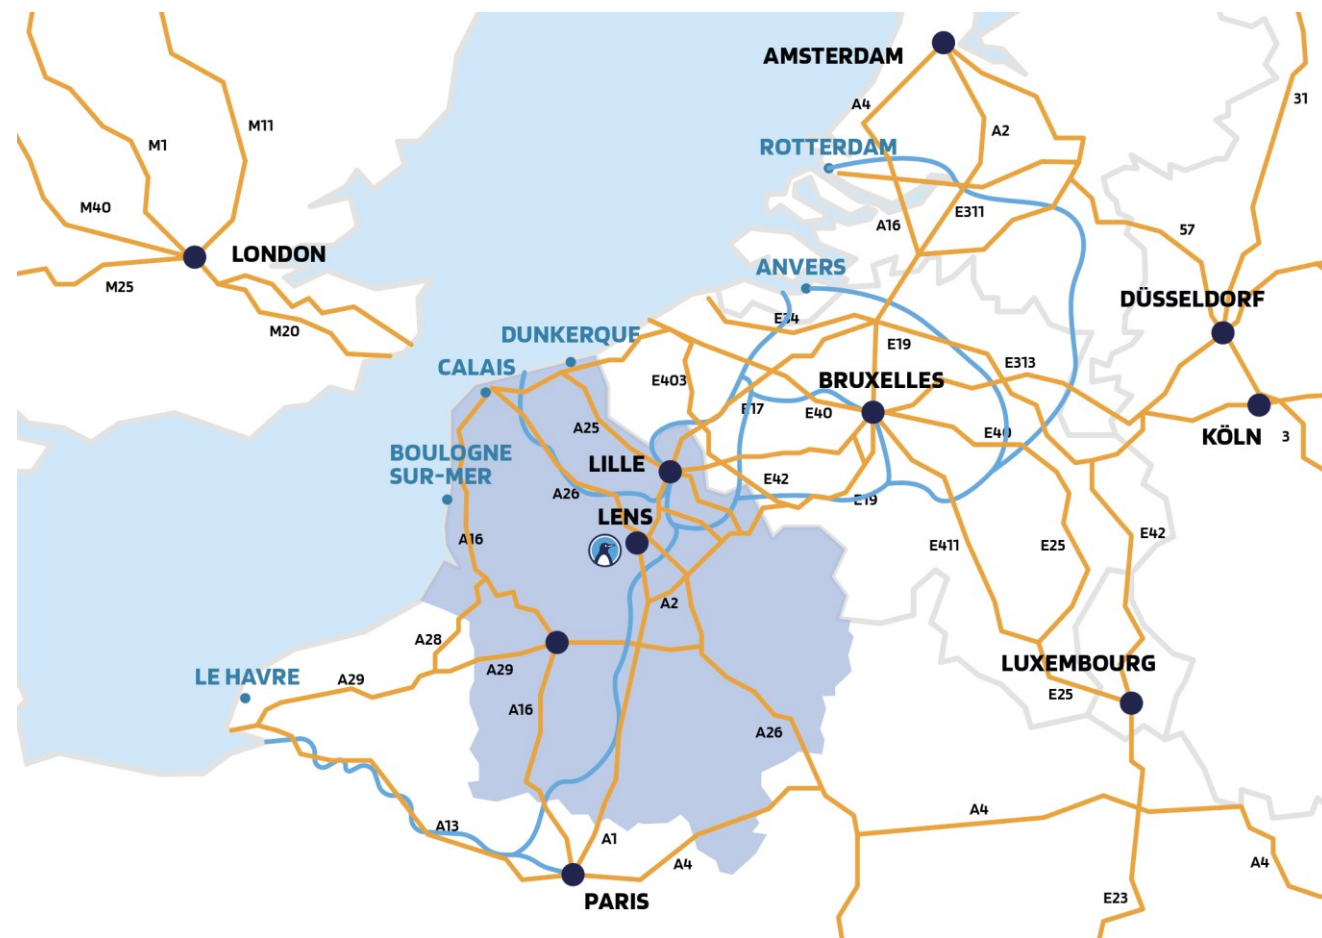 AMSTERDAM
31
A4
M11
A2
M1
ROTTERDAM
M40
E311
A16
57
LONDON
ANVERS
M25
DÜSSELDORF
E34
M20
DUNKERQUE
E19
CALAIS
E313
E403
BRUXELLES
E17
E40
A25
E40
KÖLN
3
BOULOGNE
SUR-MER
LILLE
E42
A26
E19
LENS
A16
E411
E25
E42
A2
A28
LUXEMBOURG
A29
LE HAVRE
A29
E25
A16
A26
A4
A13
A1
A4
A4
E23
PARIS